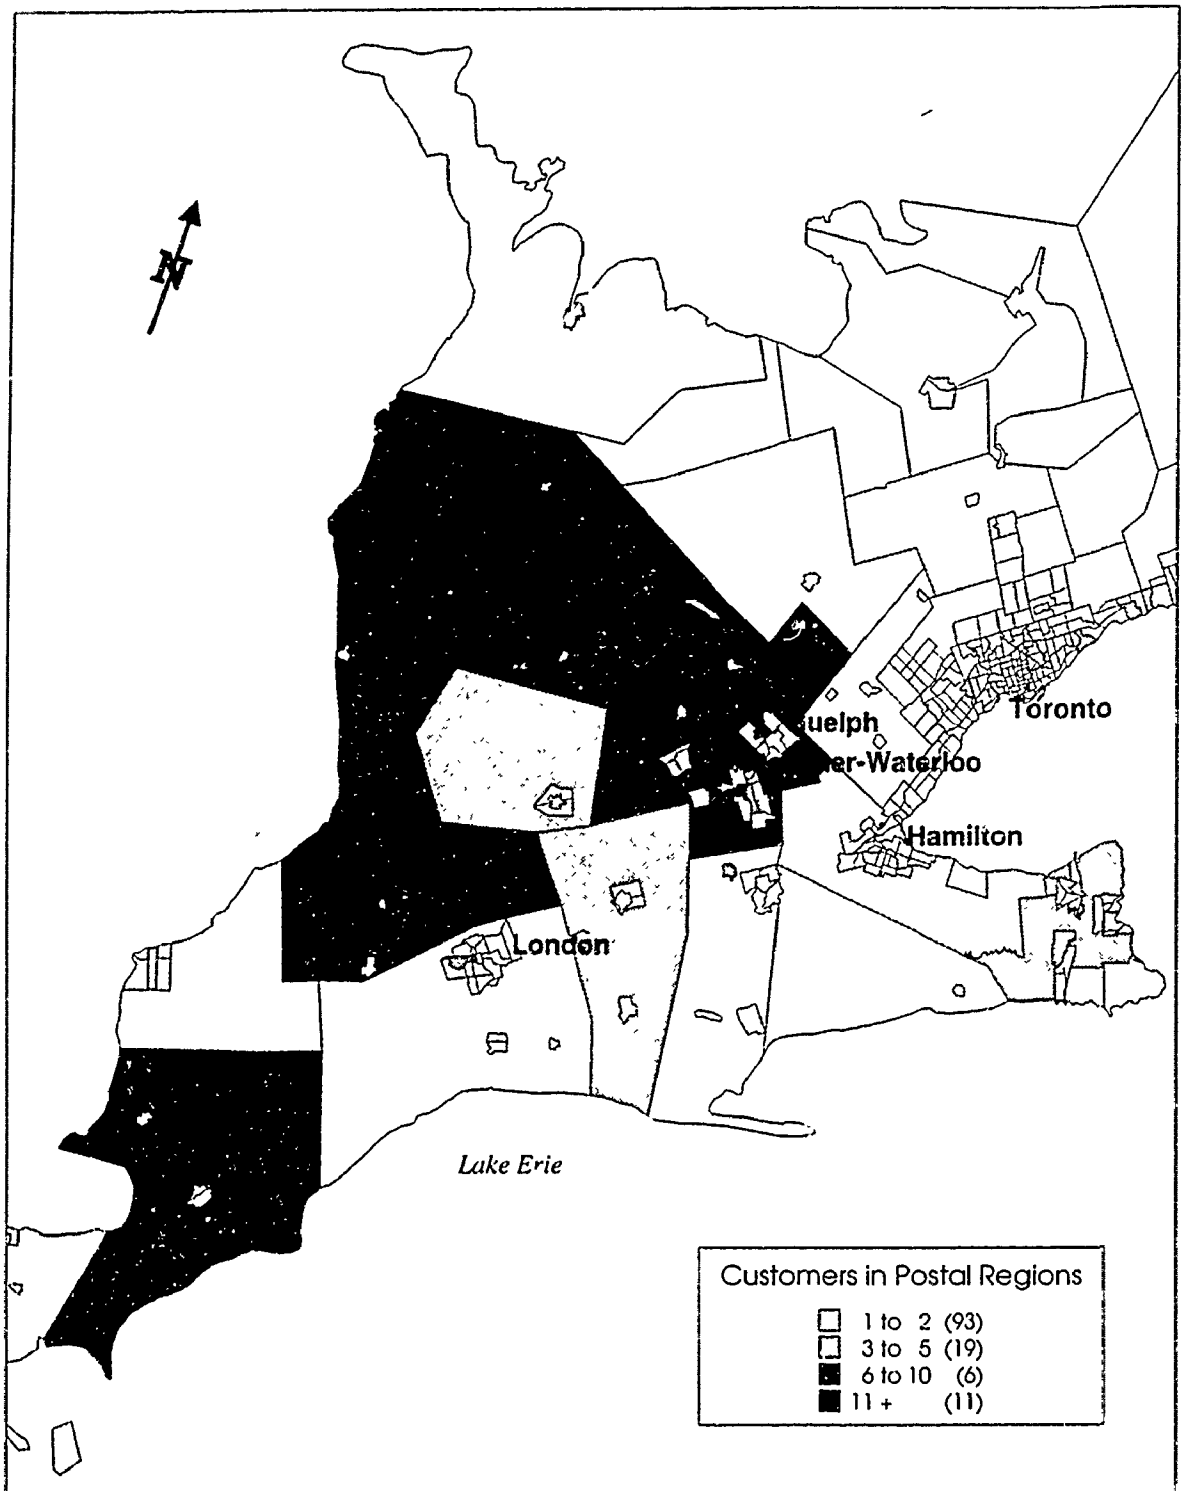 N
Toronto
uelph
er-Waterloo
Hamilton
London
Lake Erie
Customers in Postal Regions
1 to 2 (93)
3 to 5 (19)
6 to 10 (6)
11 + (11)